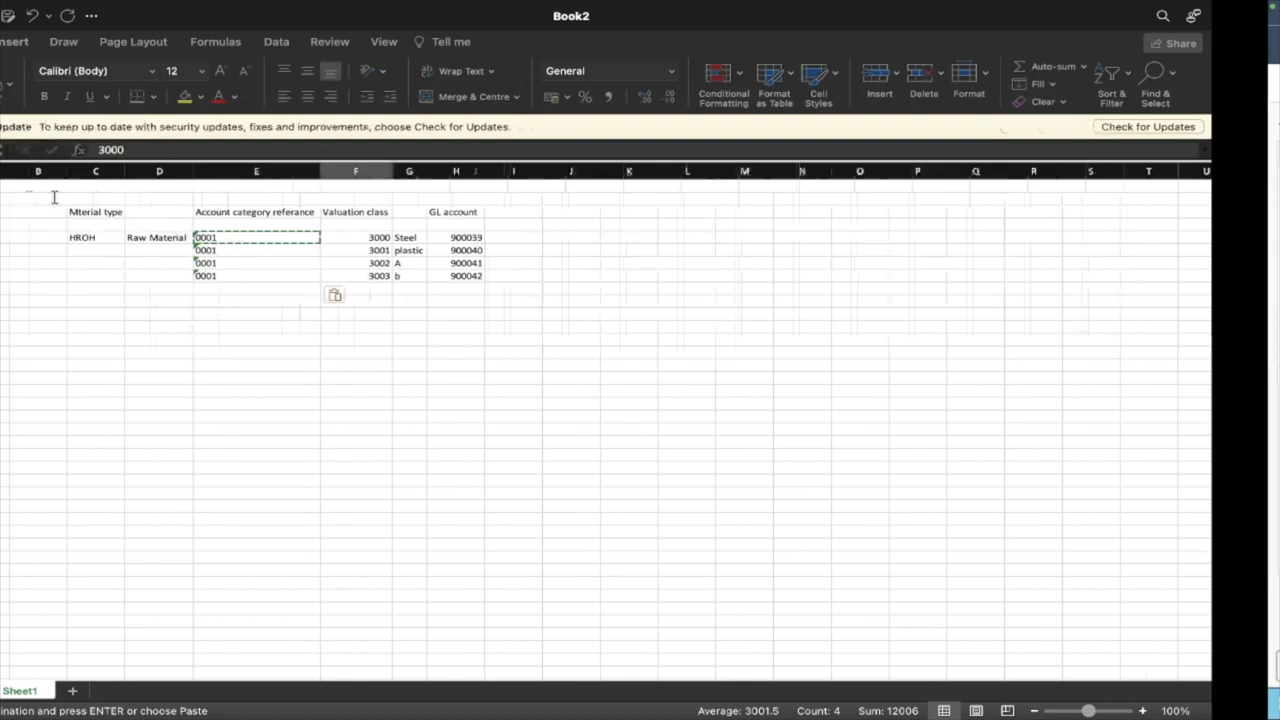 Book2
nsert Draw Page Layout Formulas Data Review View Tell me Share
Calibri (Body) 12 A A Wrap Text General Auto-sum
Fill
B I U A Merge & Centre % Conditional Formatting Format as Table Cell Styles Insert Delete Format Clear Sort & Filter Find & Select
Update To keep up to date with security updates, fixes and improvements, choose Check for Updates. Check for Updates
fx 3000
B C D E F G H I J K L M N O P Q R S T U
Mterial type Account category referance Valuation class GL account
HROH Raw Material 0001 3000 Steel 900039
0001 3001 plastic 900040
0001 3002 A 900041
0001 3003 b 900042
Sheet1
ination and press ENTER or choose Paste Average: 3001.5 Count: 4 Sum: 12006 100%